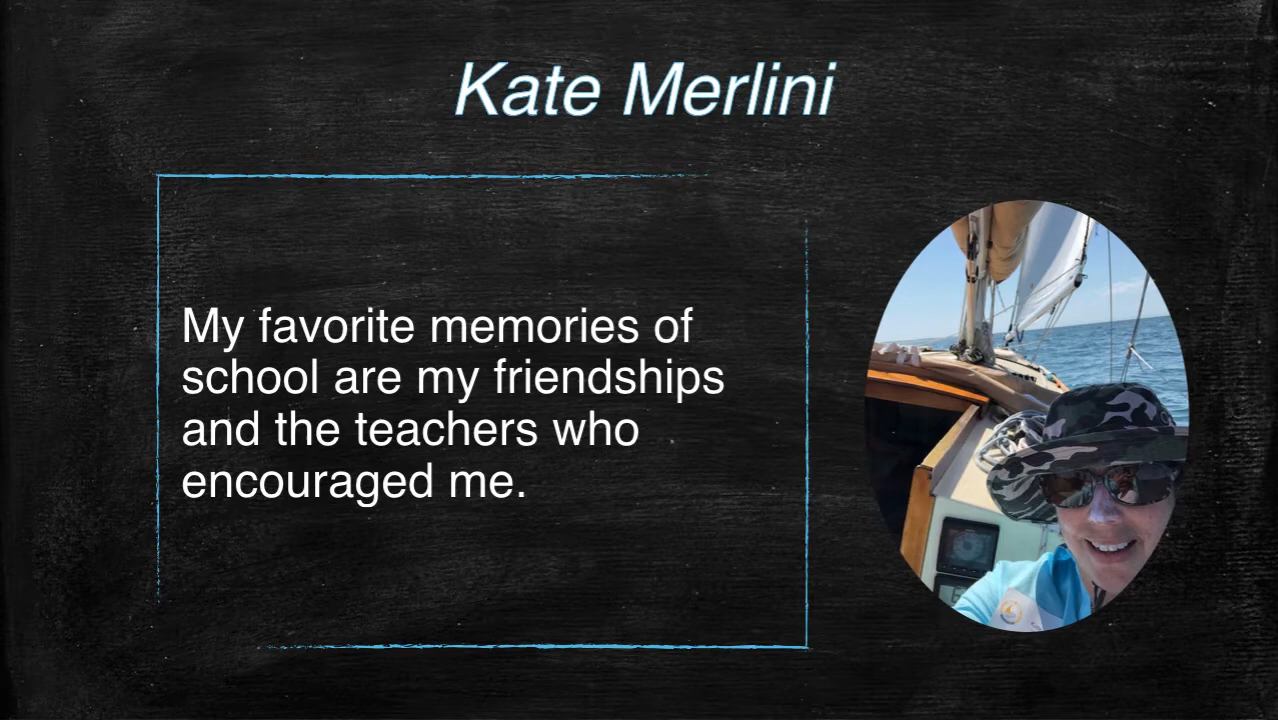 Kate Merlini
My favorite memories of
school are my friendships
and the teachers who
encouraged me.